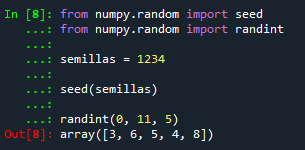 In [8]: from numpy.random import seed
   ...: from numpy.random import randint
   ...:
   ...: semillas = 1234
   ...:
   ...: seed(semillas)
   ...:
   ...: randint(0, 11, 5)
Out[8]: array([3, 6, 5, 4, 8])